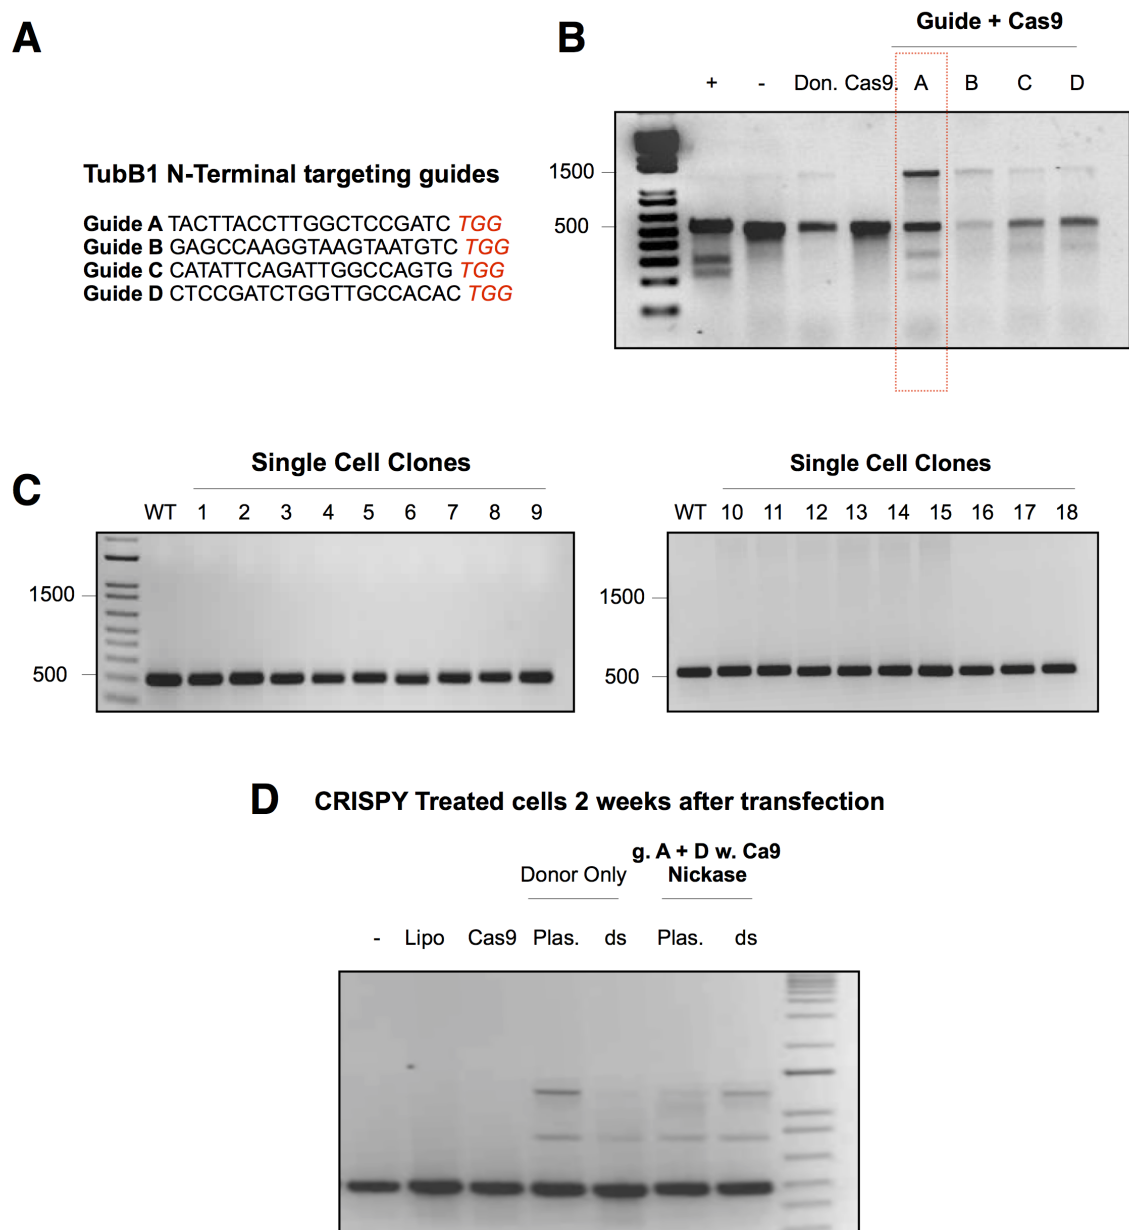 A
TubB1 N-Terminal targeting guides
Guide A TACTTACCTTGGCTCCGATC TGG
Guide B GAGCCAAGGTAAGTAATGTC TGG
Guide C CATATTCAGATTGGCCAGTG TGG
Guide D CTCCGATCTGGTTGCCACAC TGG
B
Guide + Cas9
+ - Don. Cas9. A B C D
1500
500
C
Single Cell Clones
WT 1 2 3 4 5 6 7 8 9
1500
500
Single Cell Clones
WT 10 11 12 13 14 15 16 17 18
1500
500
D CRISPY Treated cells 2 weeks after transfection
g. A + D w. Ca9
Donor Only Nickase
- Lipo Cas9 Plas. ds Plas. ds